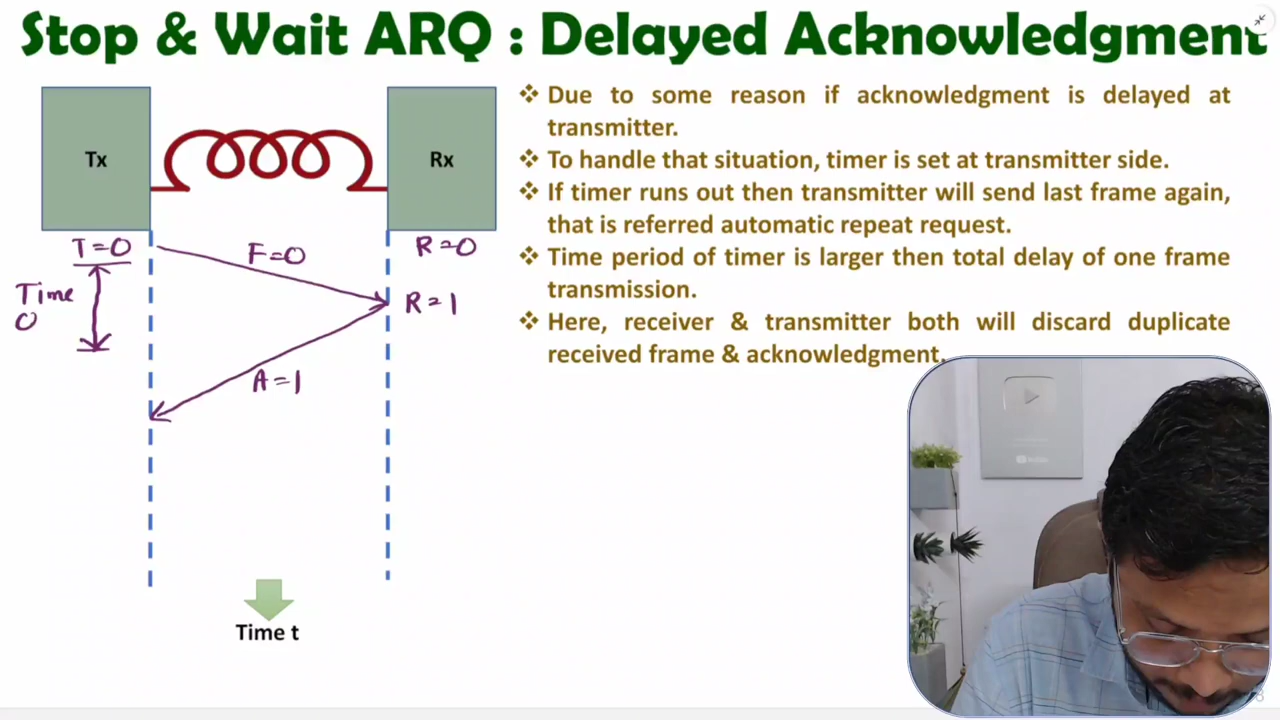 Stop & Wait ARQ : Delayed Acknowledgment
Tx
Rx
T=0
F=0
R=0
Time
O
R=1
A=1
Time t
❖ Due to some reason if acknowledgment is delayed at
transmitter.
❖ To handle that situation, timer is set at transmitter side.
❖ If timer runs out then transmitter will send last frame again,
that is referred automatic repeat request.
❖ Time period of timer is larger then total delay of one frame
transmission.
❖ Here, receiver & transmitter both will discard duplicate
received frame & acknowledgment.